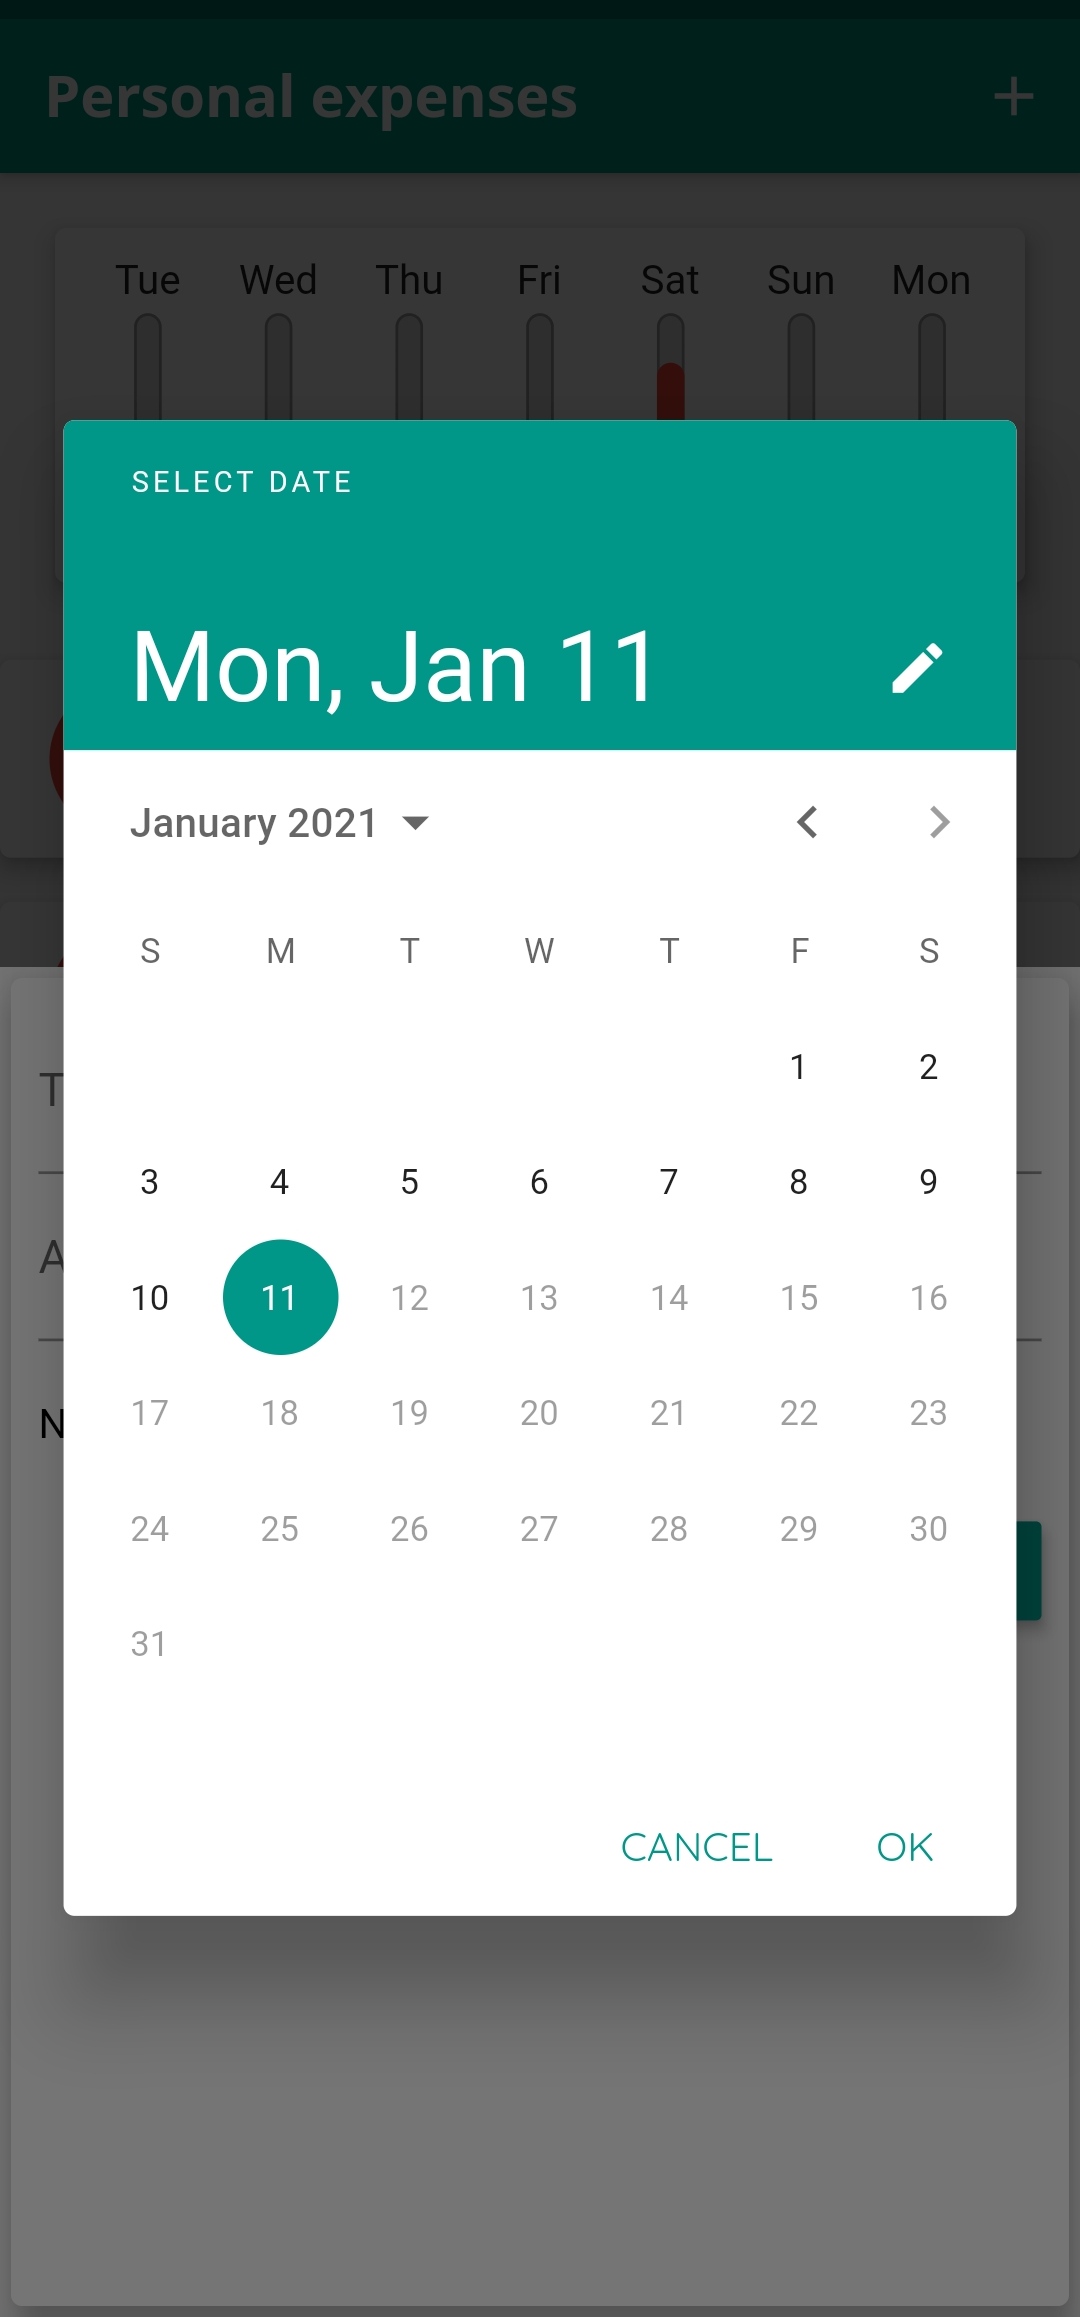 Personal expenses
Tue Wed Thu Fri Sat Sun Mon
SELECT DATE
Mon, Jan 11
January 2021
S M T W T F S
1 2
3 4 5 6 7 8 9
10 11 12 13 14 15 16
17 18 19 20 21 22 23
24 25 26 27 28 29 30
31
CANCEL OK